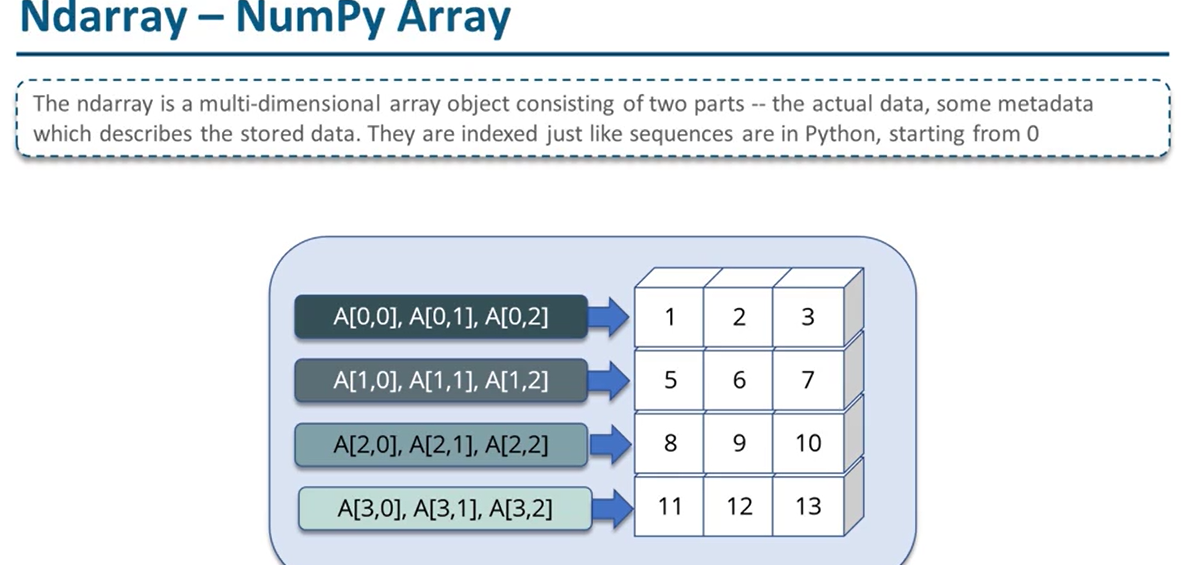 Ndarray – NumPy Array
The ndarray is a multi-dimensional array object consisting of two parts -- the actual data, some metadata
which describes the stored data. They are indexed just like sequences are in Python, starting from 0
A[0,0], A[0,1], A[0,2] 1 2 3
A[1,0], A[1,1], A[1,2] 5 6 7
A[2,0], A[2,1], A[2,2] 8 9 10
A[3,0], A[3,1], A[3,2] 11 12 13